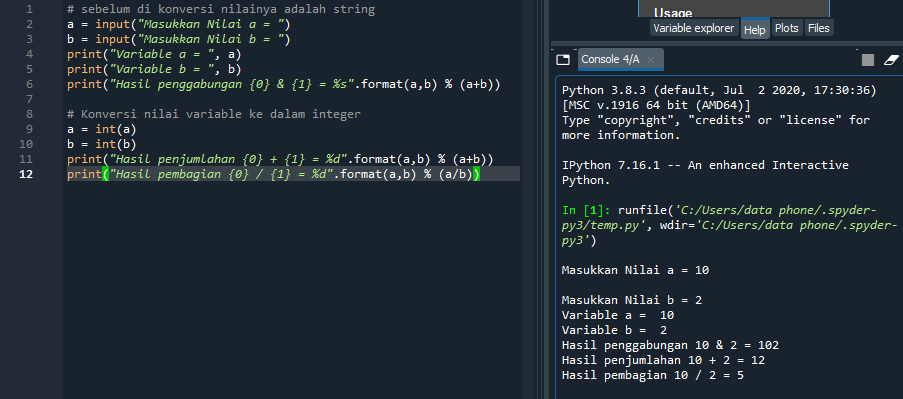 1 # sebelum di konversi nilainya adalah string
2 a = input("Masukkan Nilai a = ")
3 b = input("Masukkan Nilai b = ")
4 print("Variable a = ", a)
5 print("Variable b = ", b)
6 print("Hasil penggabungan {0} & {1} = %s".format(a,b) % (a+b))
7
8 # Konversi nilai variable ke dalam integer
9 a = int(a)
10 b = int(b)
11 print("Hasil penjumlahan {0} + {1} = %d".format(a,b) % (a+b))
12 print("Hasil pembagian {0} / {1} = %d".format(a,b) % (a/b))
Usage
Variable explorer Help Plots Files
Console 4/A
Python 3.8.3 (default, Jul  2 2020, 17:30:36)
[MSC v.1916 64 bit (AMD64)]
Type "copyright", "credits" or "license" for
more information.
IPython 7.16.1 -- An enhanced Interactive
Python.
In [1]: runfile('C:/Users/data phone/.spyder-
py3/temp.py', wdir='C:/Users/data phone/.spyder-
py3')
Masukkan Nilai a = 10
Masukkan Nilai b = 2
Variable a =  10
Variable b =  2
Hasil penggabungan 10 & 2 = 102
Hasil penjumlahan 10 + 2 = 12
Hasil pembagian 10 / 2 = 5